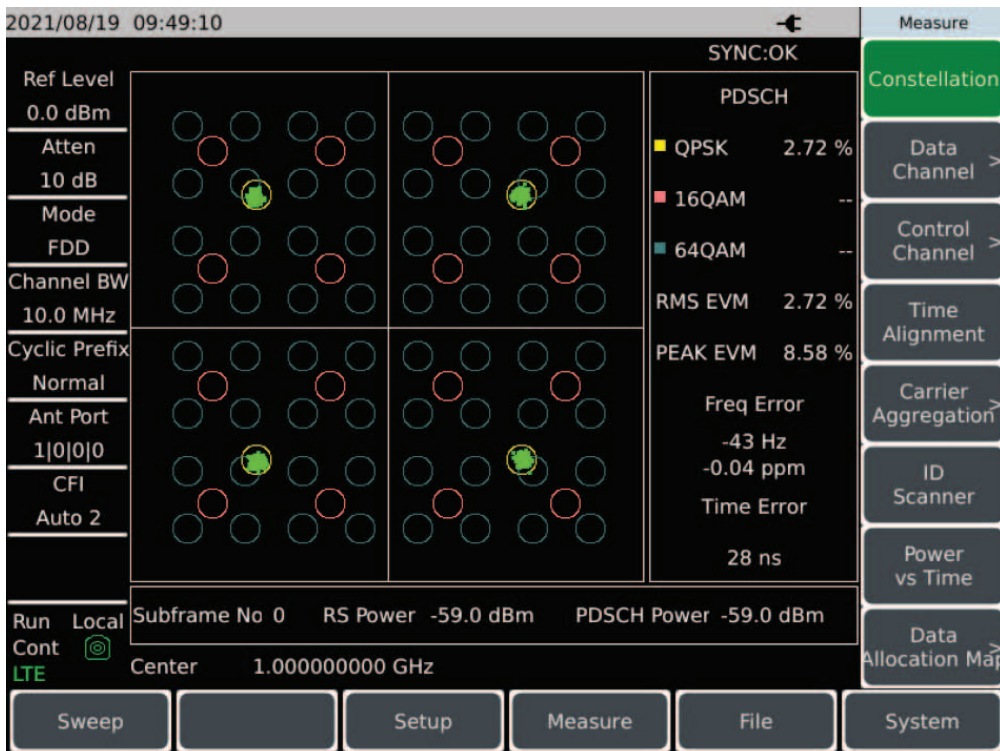 2021/08/19 09:49:10
Measure
SYNC:OK
Ref Level
0.0 dBm
Atten
10 dB
Mode
FDD
Channel BW
10.0 MHz
Cyclic Prefix
Normal
Ant Port
1|0|0|0
CFI
Auto 2
Run Local
Cont
LTE
PDSCH
QPSK 2.72 %
16QAM --
64QAM --
RMS EVM 2.72 %
PEAK EVM 8.58 %
Freq Error
-43 Hz
-0.04 ppm
Time Error
28 ns
Subframe No 0 RS Power -59.0 dBm PDSCH Power -59.0 dBm
Center 1.000000000 GHz
Constellation
Data
Channel >
Control
Channel >
Time
Alignment
Carrier
Aggregation >
ID
Scanner
Power
vs Time
Data
Allocation Map >
Sweep
Setup
Measure
File
System